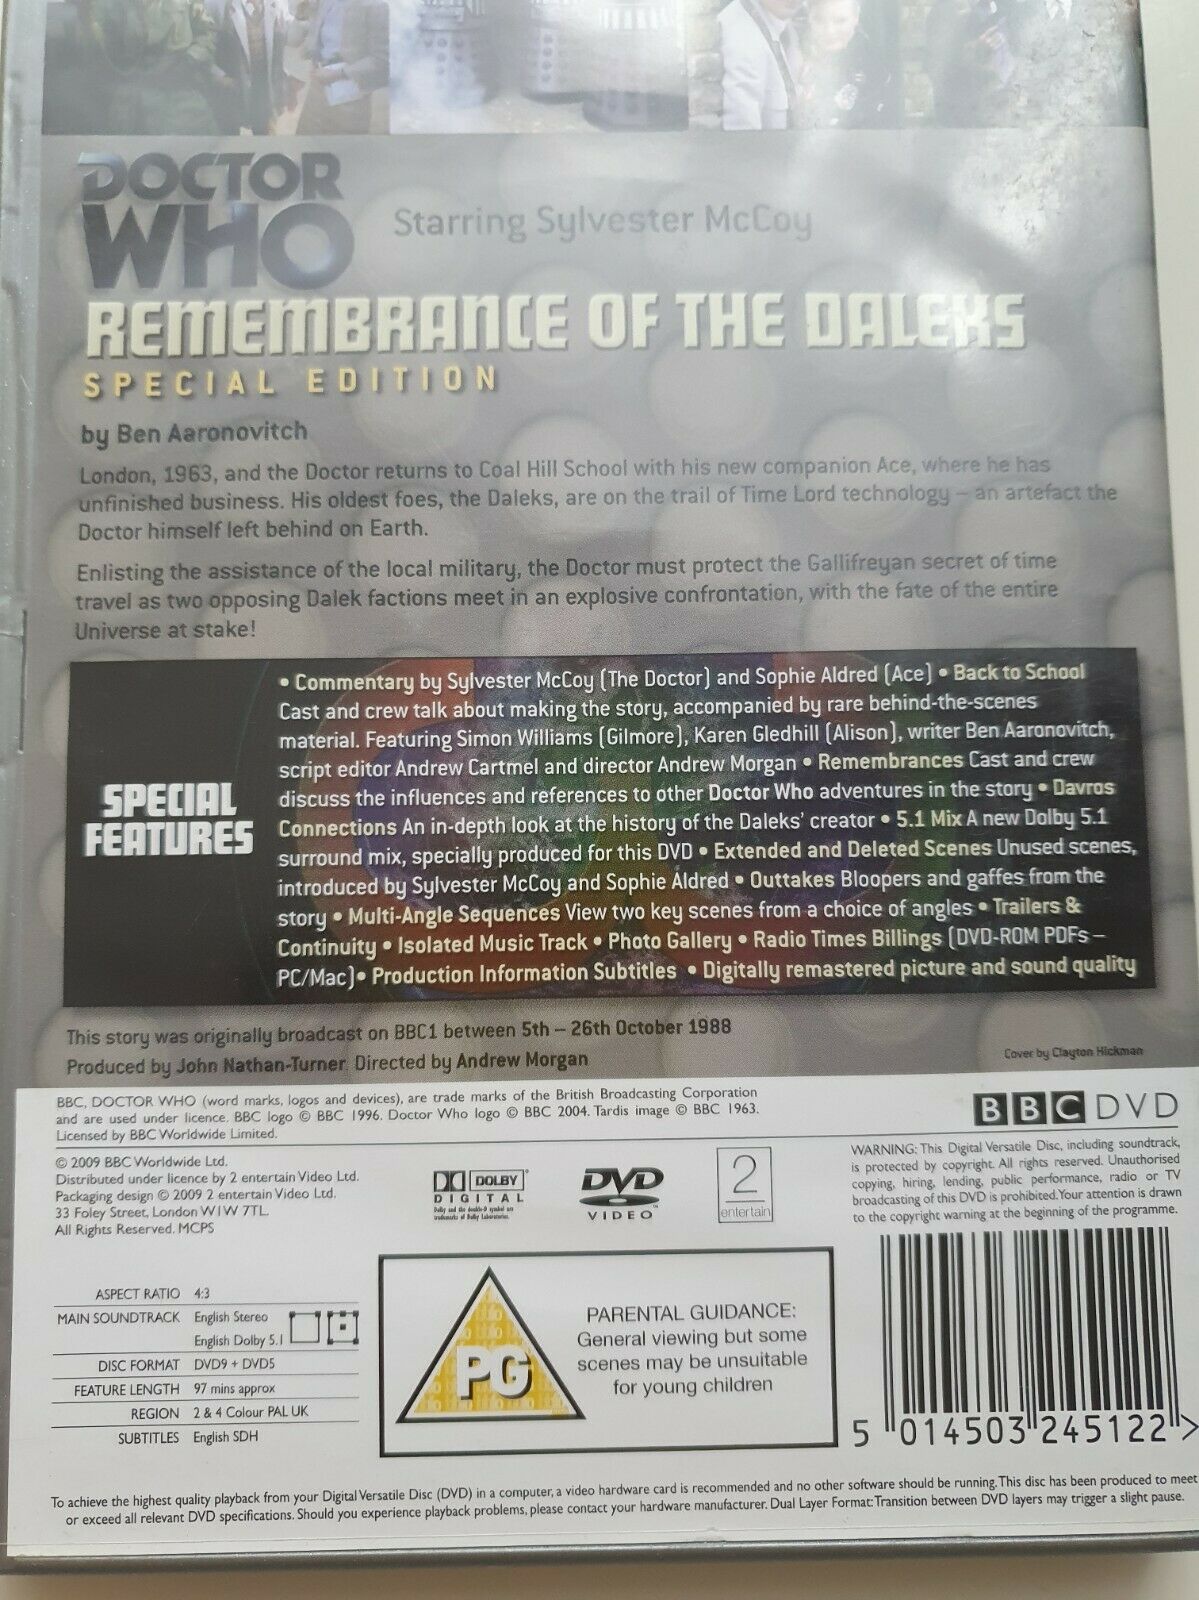 DOCTOR
WHO
Starring Sylvester McCoy
REMEMBRANCE OF THE DALEKS
SPECIAL EDITION
by Ben Aaronovitch
London, 1963, and the Doctor returns to Coal Hill School with his new companion Ace, where he has
unfinished business. His oldest foes, the Daleks, are on the trail of Time Lord technology – an artefact the
Doctor himself left behind on Earth.
Enlisting the assistance of the local military, the Doctor must protect the Gallifreyan secret of time
travel as two opposing Dalek factions meet in an explosive confrontation, with the fate of the entire
Universe at stake!
SPECIAL
FEATURES
• Commentary by Sylvester McCoy (The Doctor) and Sophie Aldred (Ace) • Back to School
Cast and crew talk about making the story, accompanied by rare behind-the-scenes
material. Featuring Simon Williams (Gilmore), Karen Gledhill (Alison), writer Ben Aaronovitch,
script editor Andrew Cartmel and director Andrew Morgan • Remembrances Cast and crew
discuss the influences and references to other Doctor Who adventures in the story • Davros
Connections An in-depth look at the history of the Daleks' creator • 5.1 Mix A new Dolby 5.1
surround mix, specially produced for this DVD • Extended and Deleted Scenes Unused scenes,
introduced by Sylvester McCoy and Sophie Aldred • Outtakes Bloopers and gaffes from the
story • Multi-Angle Sequences View two key scenes from a choice of angles • Trailers &
Continuity • Isolated Music Track • Photo Gallery • Radio Times Billings (DVD-ROM PDFs –
PC/Mac) • Production Information Subtitles • Digitally remastered picture and sound quality
This story was originally broadcast on BBC1 between 5th – 26th October 1988
Produced by John Nathan-Turner Directed by Andrew Morgan
Cover by Clayton Hickman
BBC, DOCTOR WHO (word marks, logos and devices), are trade marks of the British Broadcasting Corporation
and are used under licence. BBC logo © BBC 1996. Doctor Who logo © BBC 2004. Tardis image © BBC 1963.
Licensed by BBC Worldwide Limited.
BBC DVD
© 2009 BBC Worldwide Ltd.
Distributed under licence by 2 entertain Video Ltd.
Packaging design © 2009 2 entertain Video Ltd.
33 Foley Street, London W1W 7TL.
All Rights Reserved. MCPS
DOLBY
DIGITAL
Dolby and the double-D symbol are
trademarks of Dolby Laboratories.
DVD
VIDEO™
2
entertain
WARNING: This Digital Versatile Disc, including soundtrack,
is protected by copyright. All rights reserved. Unauthorised
copying, hiring, lending, public performance, radio or TV
broadcasting of this DVD is prohibited. Your attention is drawn
to the copyright warning at the beginning of the programme.
ASPECT RATIO 4:3
MAIN SOUNDTRACK English Stereo
English Dolby 5.1
DISC FORMAT DVD9 + DVD5
FEATURE LENGTH 97 mins approx
REGION 2 & 4 Colour PAL UK
SUBTITLES English SDH
PG
PARENTAL GUIDANCE:
General viewing but some
scenes may be unsuitable
for young children
5 014503 245122 >
To achieve the highest quality playback from your Digital Versatile Disc (DVD) in a computer, a video hardware card is recommended and no other software should be running. This disc has been produced to meet
or exceed all relevant DVD specifications. Should you experience playback problems, please contact your hardware manufacturer. Dual Layer Format: Transition between DVD layers may trigger a slight pause.